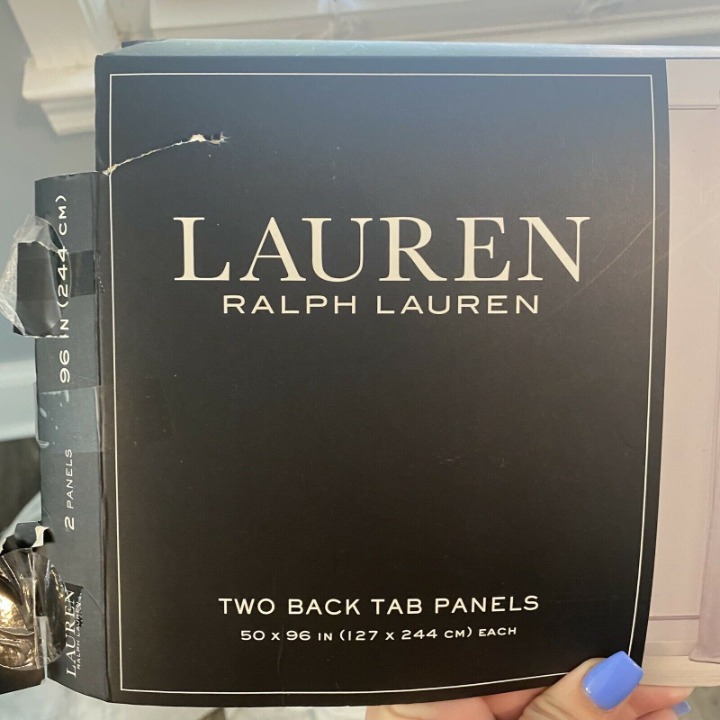 LAUREN
RALPH LAUREN
TWO BACK TAB PANELS
50 x 96 IN (127 x 244 CM) EACH
LAUREN
RALPH LAUREN
2 PANELS
96 IN (244 CM)